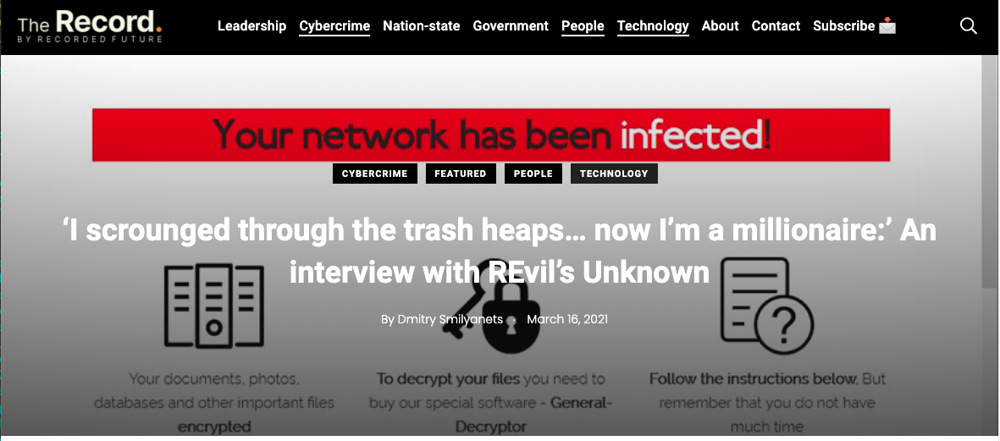 The Record.
BY RECORDED FUTURE
Leadership Cybercrime Nation-state Government People Technology About Contact Subscribe
Your network has been infected!
CYBERCRIME FEATURED PEOPLE TECHNOLOGY
‘I scrounged through the trash heaps… now I’m a millionaire:’ An
interview with REvil’s Unknown
By Dmitry Smilyanets · March 16, 2021
Your documents, photos,
databases and other important files
encrypted
To decrypt your files you need to
buy our special software - General-
Decryptor
Follow the instructions below. But
remember that you do not have
much time